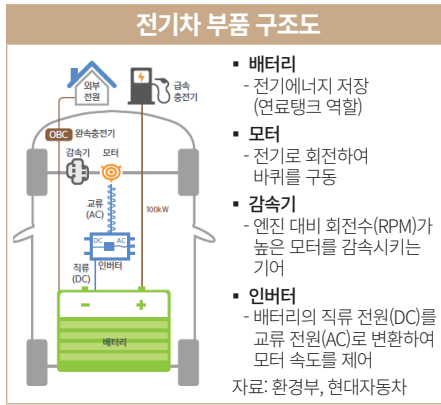 전기차 부품 구조도
외부
전원
급속
충전기
OBC 완속충전기
감속기 모터
교류
(AC)
100kW
DC AC
직류
(DC)
인버터
− +
배터리
▪ 배터리
- 전기에너지 저장
(연료탱크 역할)
▪ 모터
- 전기로 회전하여
바퀴를 구동
▪ 감속기
- 엔진 대비 회전수(RPM)가
높은 모터를 감속시키는
기어
▪ 인버터
- 배터리의 직류 전원(DC)를
교류 전원(AC)로 변환하여
모터 속도를 제어
자료: 환경부, 현대자동차